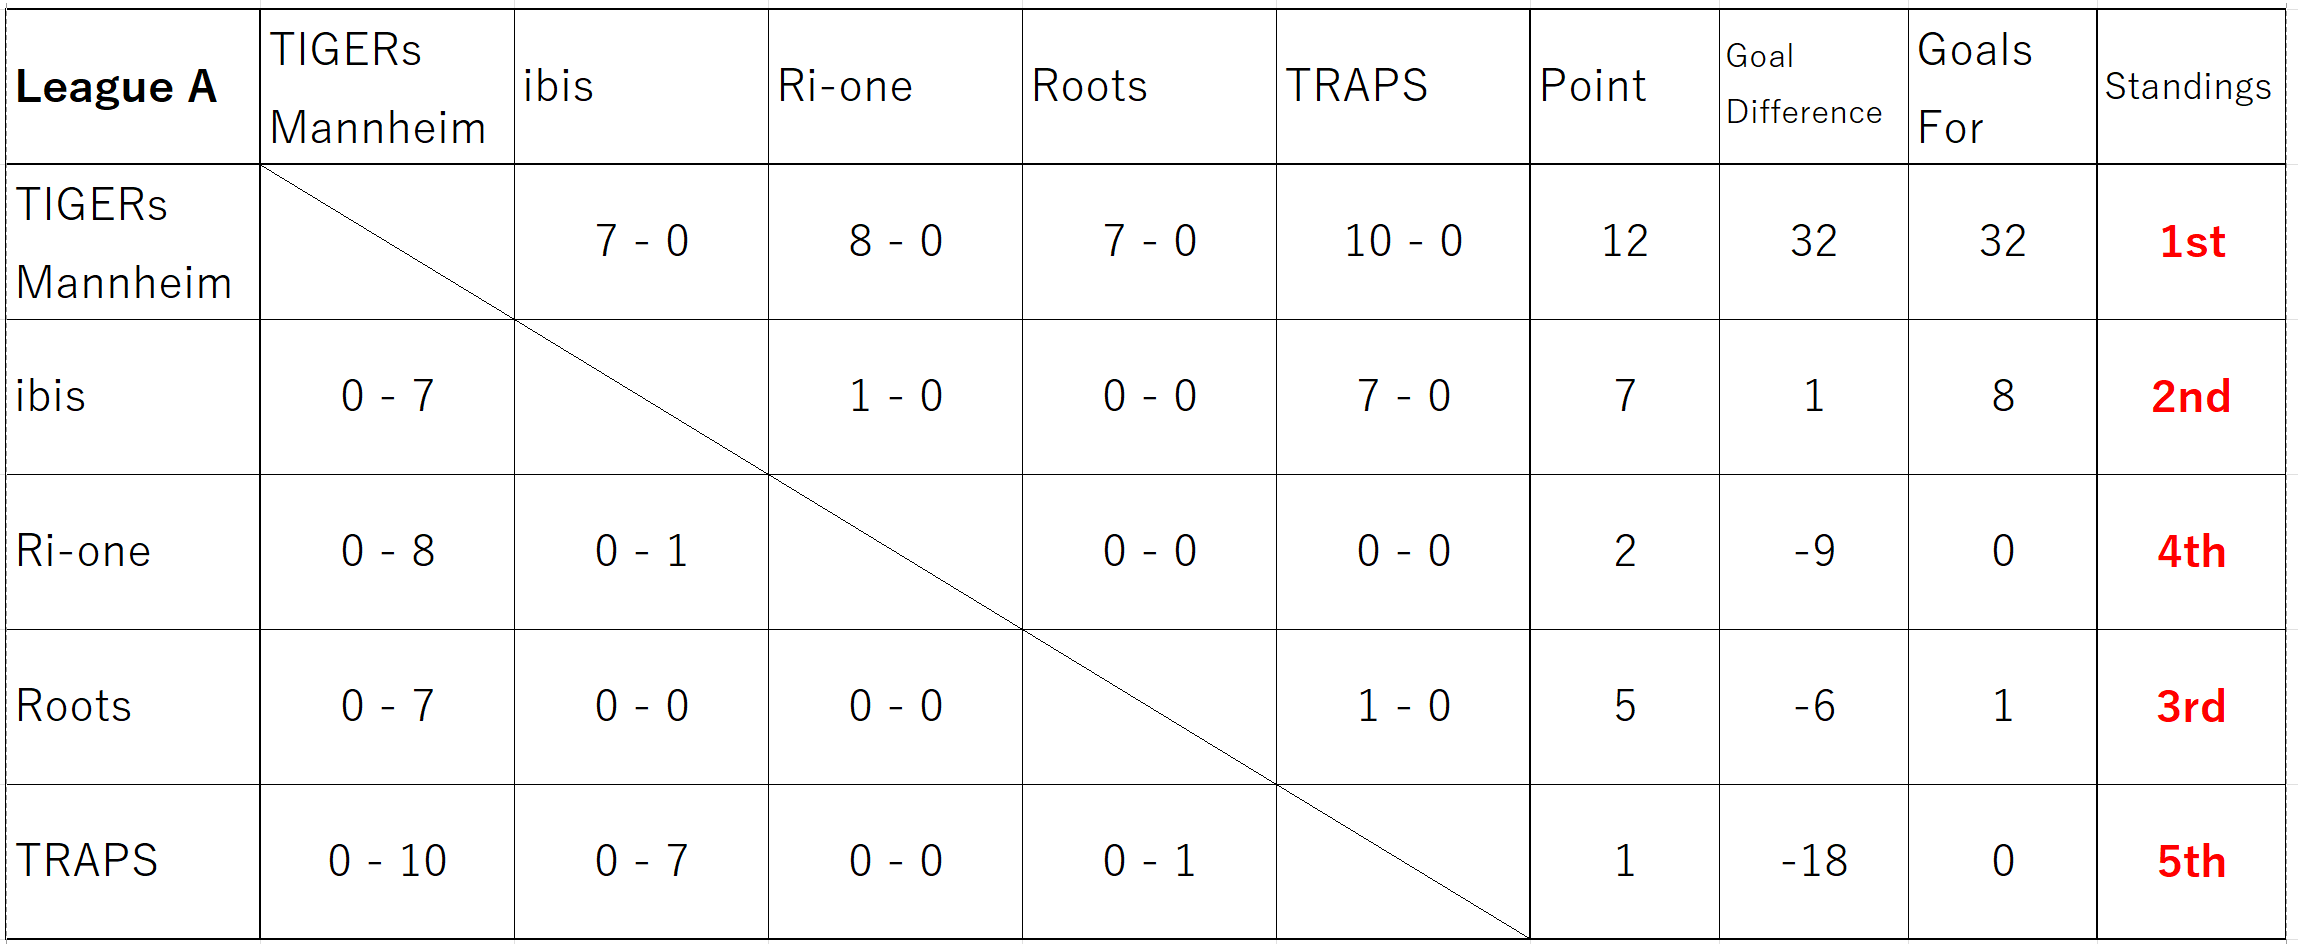 League A TIGERs Mannheim ibis Ri-one Roots TRAPS Point Goal Difference Goals For Standings
TIGERs Mannheim 7 - 0 8 - 0 7 - 0 10 - 0 12 32 32 1st
ibis 0 - 7 1 - 0 0 - 0 7 - 0 7 1 8 2nd
Ri-one 0 - 8 0 - 1 0 - 0 0 - 0 2 -9 0 4th
Roots 0 - 7 0 - 0 0 - 0 1 - 0 5 -6 1 3rd
TRAPS 0 - 10 0 - 7 0 - 0 0 - 1 1 -18 0 5th